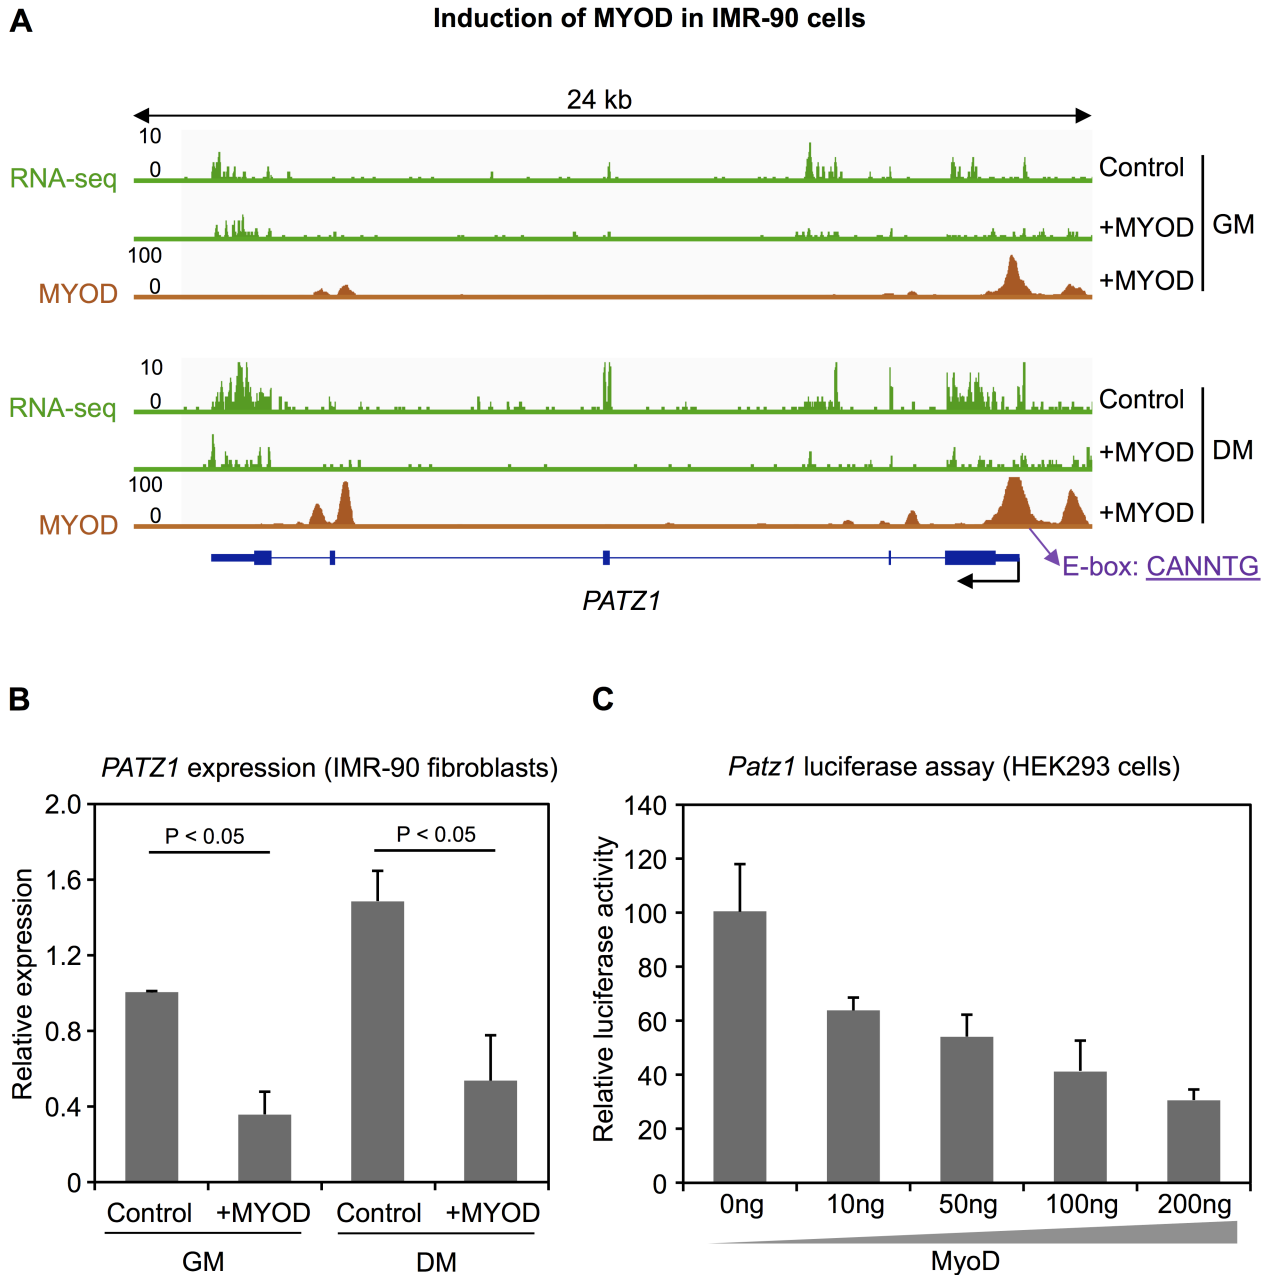 A
Induction of MYOD in IMR-90 cells
24 kb
10
0
RNA-seq
Control
+MYOD
GM
100
0
MYOD
+MYOD
10
0
RNA-seq
Control
+MYOD
DM
100
0
MYOD
+MYOD
E-box: CANNTG
PATZ1
B
PATZ1 expression (IMR-90 fibroblasts)
Relative expression
2.0
1.6
1.2
0.8
0.4
0
P < 0.05
P < 0.05
Control +MYOD Control +MYOD
GM DM
C
Patz1 luciferase assay (HEK293 cells)
Relative luciferase activity
140
120
100
80
60
40
20
0
0ng 10ng 50ng 100ng 200ng
MyoD